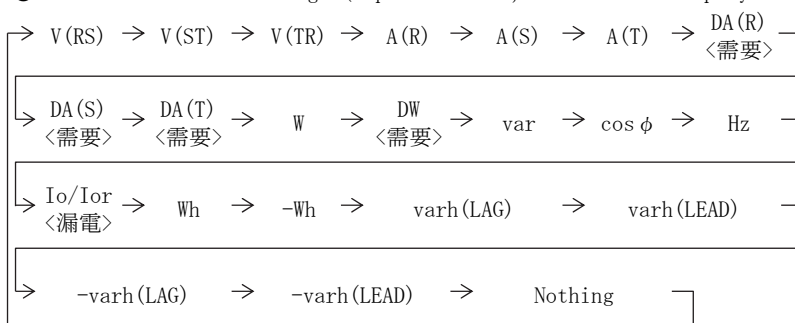 → V(RS) → V(ST) → V(TR) → A(R) → A(S) → A(T) → DA(R)
<需要>
→ DA(S) → DA(T) → W → DW → var → cosφ → Hz
<需要> <需要> <需要>
→ Io/Ior → Wh → -Wh → varh(LAG) → varh(LEAD)
<漏電>
→ -varh(LAG) → -varh(LEAD) → Nothing